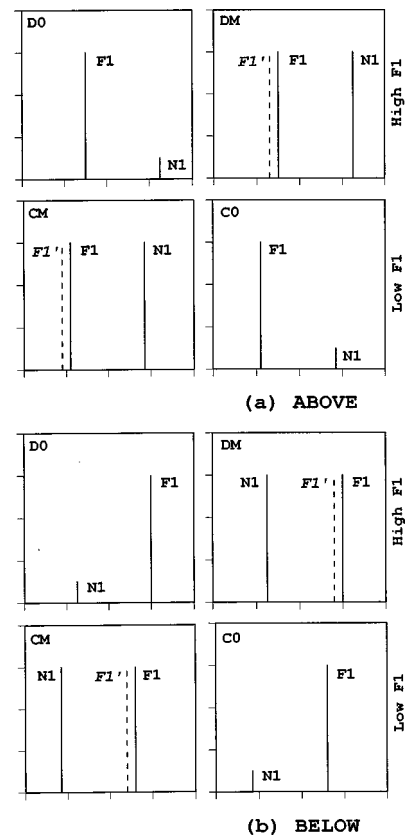 D0
F1
N1
DM
F1'
F1
N1
High F1
CM
F1'
F1
N1
C0
F1
N1
Low F1
(a) ABOVE
D0
F1
N1
DM
N1
F1'
F1
High F1
CM
N1
F1'
F1
C0
F1
N1
Low F1
(b) BELOW